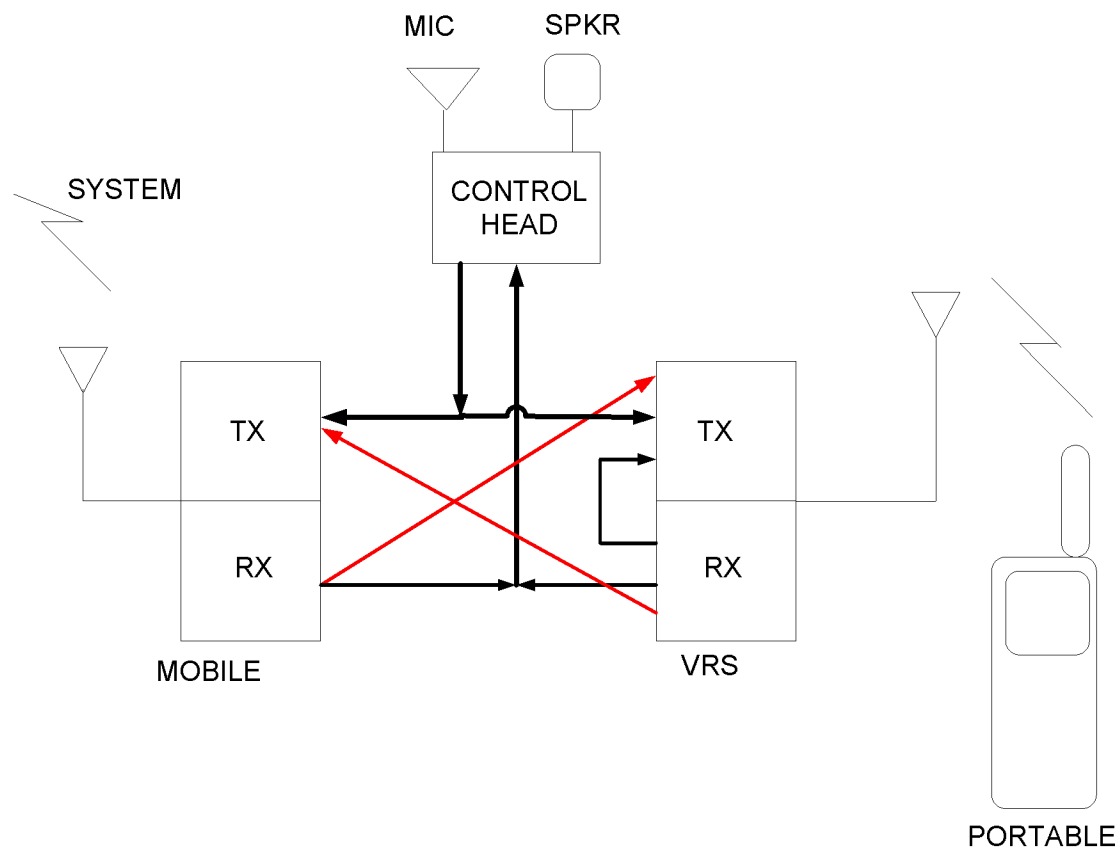 MIC
SPKR
SYSTEM
CONTROL
HEAD
TX
TX
RX
RX
MOBILE
VRS
PORTABLE